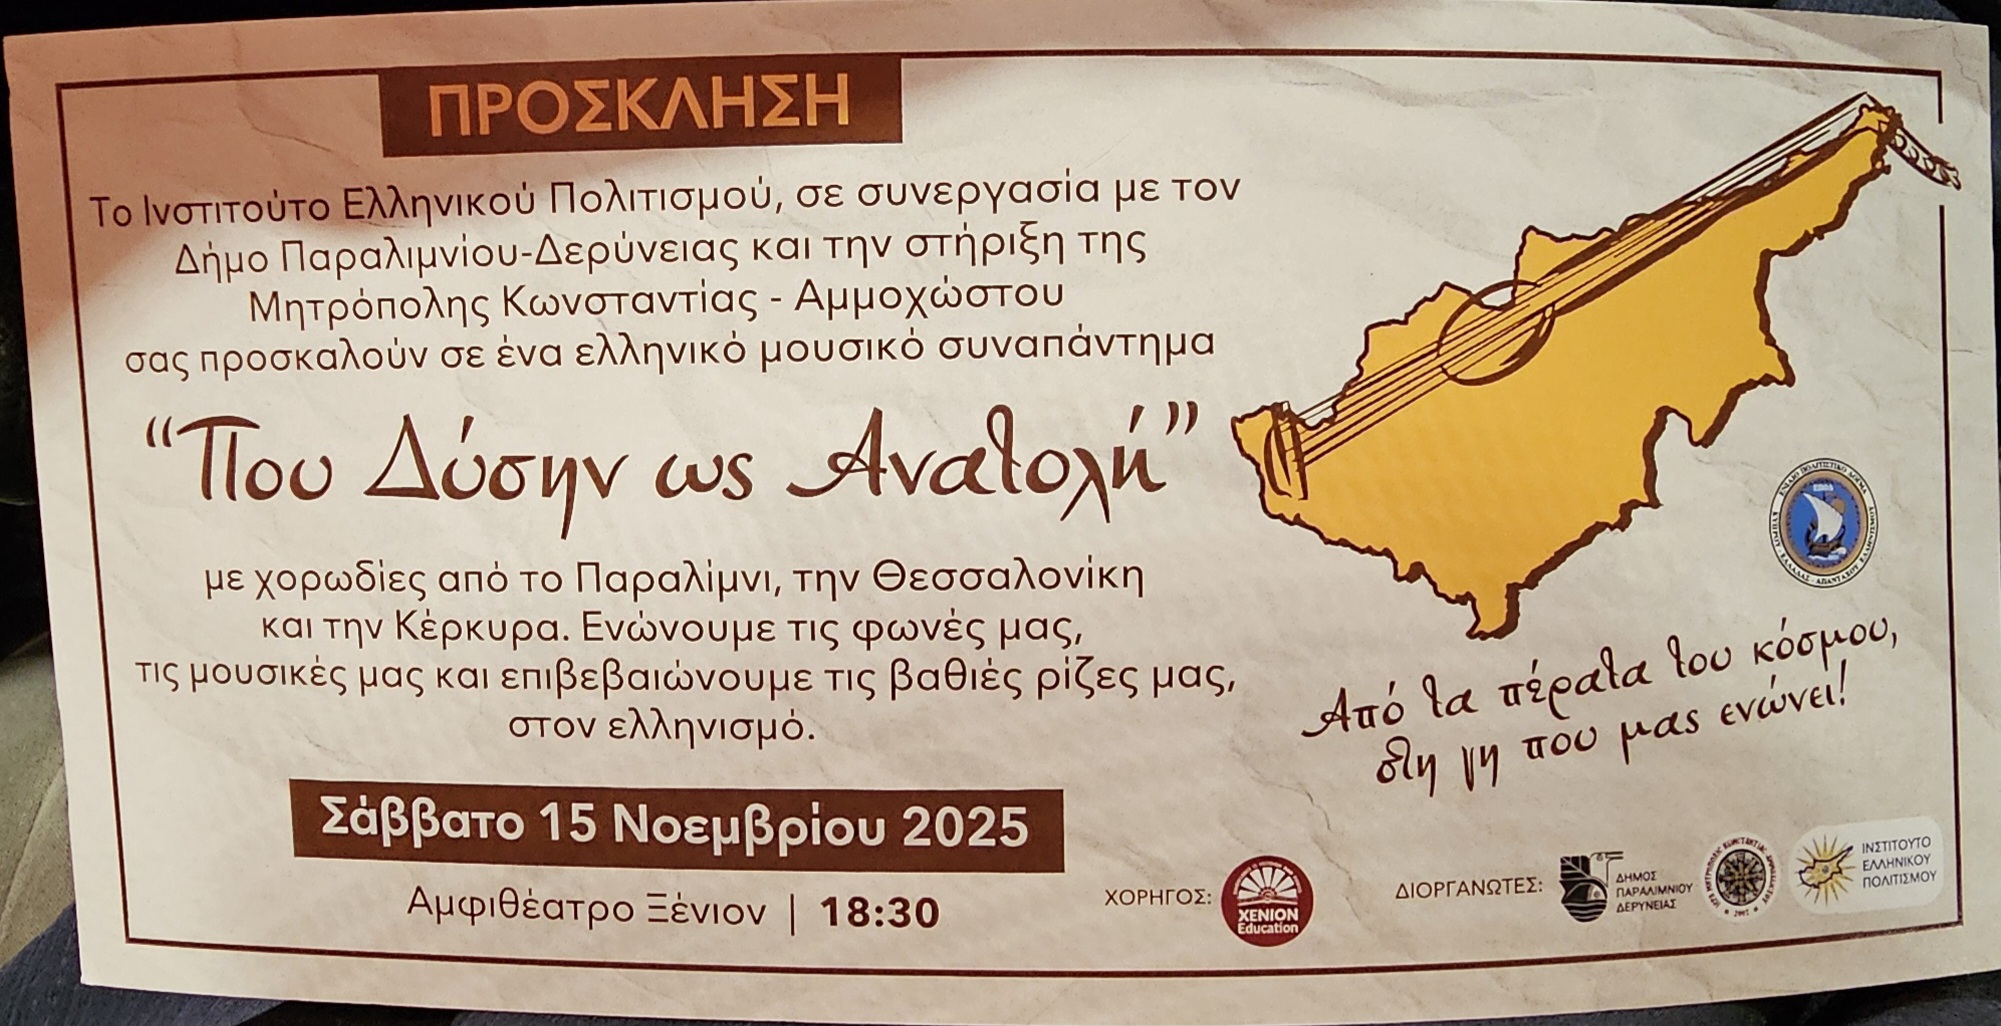 ΠΡΟΣΚΛΗΣΗ
Το Ινστιτούτο Ελληνικού Πολιτισμού, σε συνεργασία με τον
Δήμο Παραλιμνίου-Δερύνειας και την στήριξη της
Μητρόπολης Κωνσταντίας - Αμμοχώστου
σας προσκαλούν σε ένα ελληνικό μουσικό συναπάντημα
“Που Δύσην ως Ανατολή”
με χορωδίες από το Παραλίμνι, την Θεσσαλονίκη
και την Κέρκυρα. Ενώνουμε τις φωνές μας,
τις μουσικές μας και επιβεβαιώνουμε τις βαθιές ρίζες μας,
στον ελληνισμό.
Σάββατο 15 Νοεμβρίου 2025
Αμφιθέατρο Ξένιον | 18:30
Από τα πέρατα του κόσμου,
στη γη που μας ενώνει!
ΧΟΡΗΓΟΣ:
XENION
Education
ΔΙΟΡΓΑΝΩΤΕΣ:
ΔΗΜΟΣ
ΠΑΡΑΛΙΜΝΙΟΥ
ΔΕΡΥΝΕΙΑΣ
ΙΝΣΤΙΤΟΥΤΟ
ΕΛΛΗΝΙΚΟΥ
ΠΟΛΙΤΙΣΜΟΥ